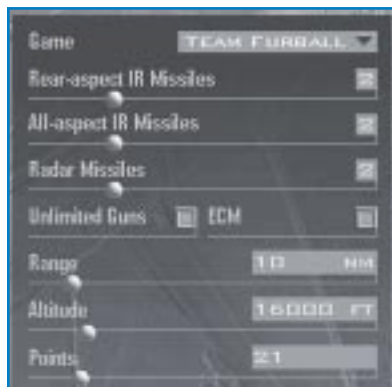 Game TEAM FURBALL
Rear-aspect IR Missiles 2
All-aspect IR Missiles 2
Radar Missiles 2
Unlimited Guns ECM
Range 10 NM
Altitude 16000 FT
Points 21